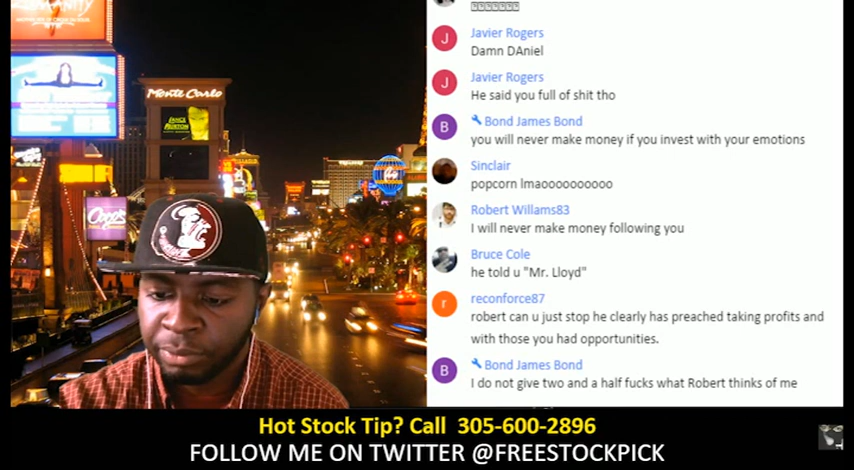 Monte Carlo
Javier Rogers
Damn DAniel
Javier Rogers
He said you full of shit tho
Bond James Bond
you will never make money if you invest with your emotions
Sinclair
popcorn lmaoooooooooo
Robert Willams83
I will never make money following you
Bruce Cole
he told u "Mr. Lloyd"
reconforce87
robert can u just stop he clearly has preached taking profits and
with those you had opportunities.
Bond James Bond
I do not give two and a half fucks what Robert thinks of me
J
J
B
B
r
B
Hot Stock Tip? Call 305-600-2896
FOLLOW ME ON TWITTER @FREESTOCKPICK